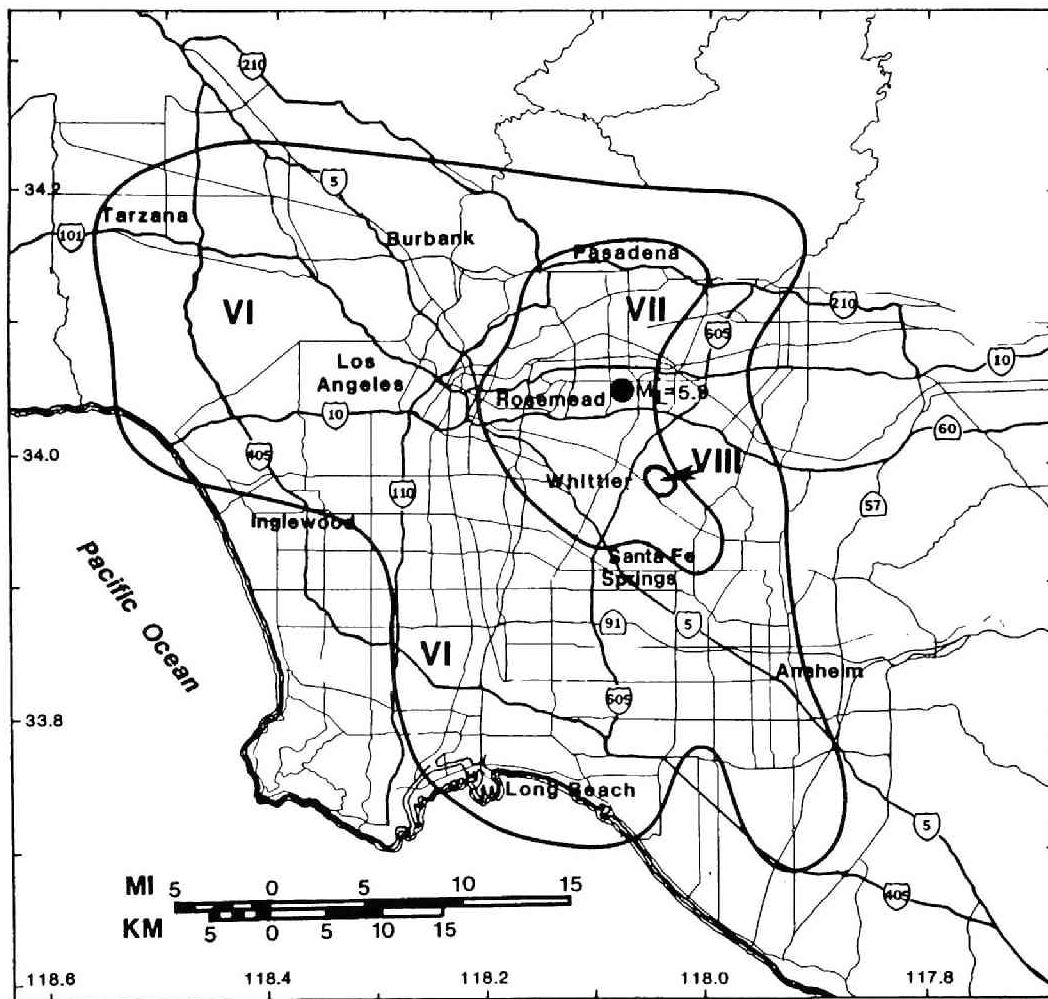 210
34.2
5
Tarzana
101
Burbank
Pasadena
VI
VII
210
605
10
Los
Angeles
Rosemead
M_L=5.9
10
60
34.0
405
110
Whittier
VIII
57
Inglewood
Santa Fe
Springs
Pacific Ocean
91
5
VI
Anaheim
605
33.8
Long Beach
5
405
MI 5 0 5 10 15
KM 5 0 5 10 15
118.6 118.4 118.2 118.0 117.8